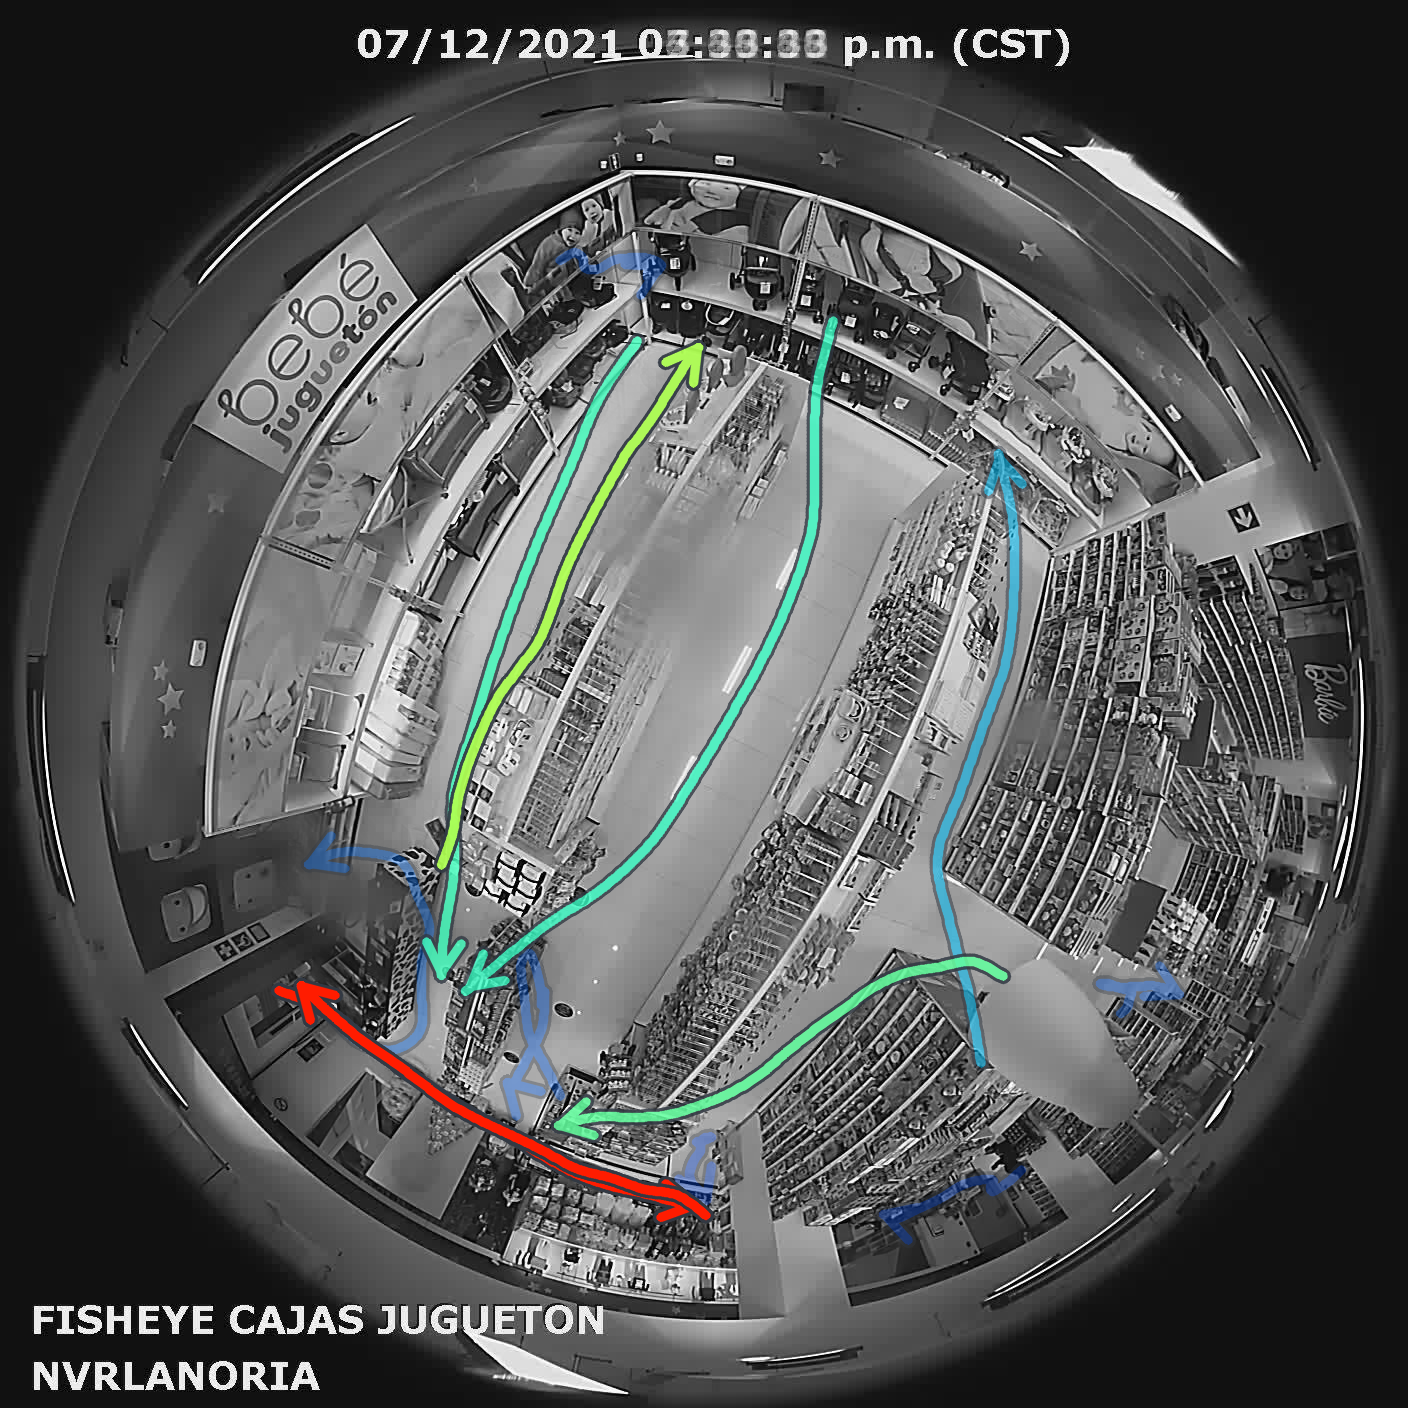 07/12/2021 p.m. (CST)
bebé
juguetón
Barbie
FISHEYE CAJAS JUGUETON
NVRLANORIA